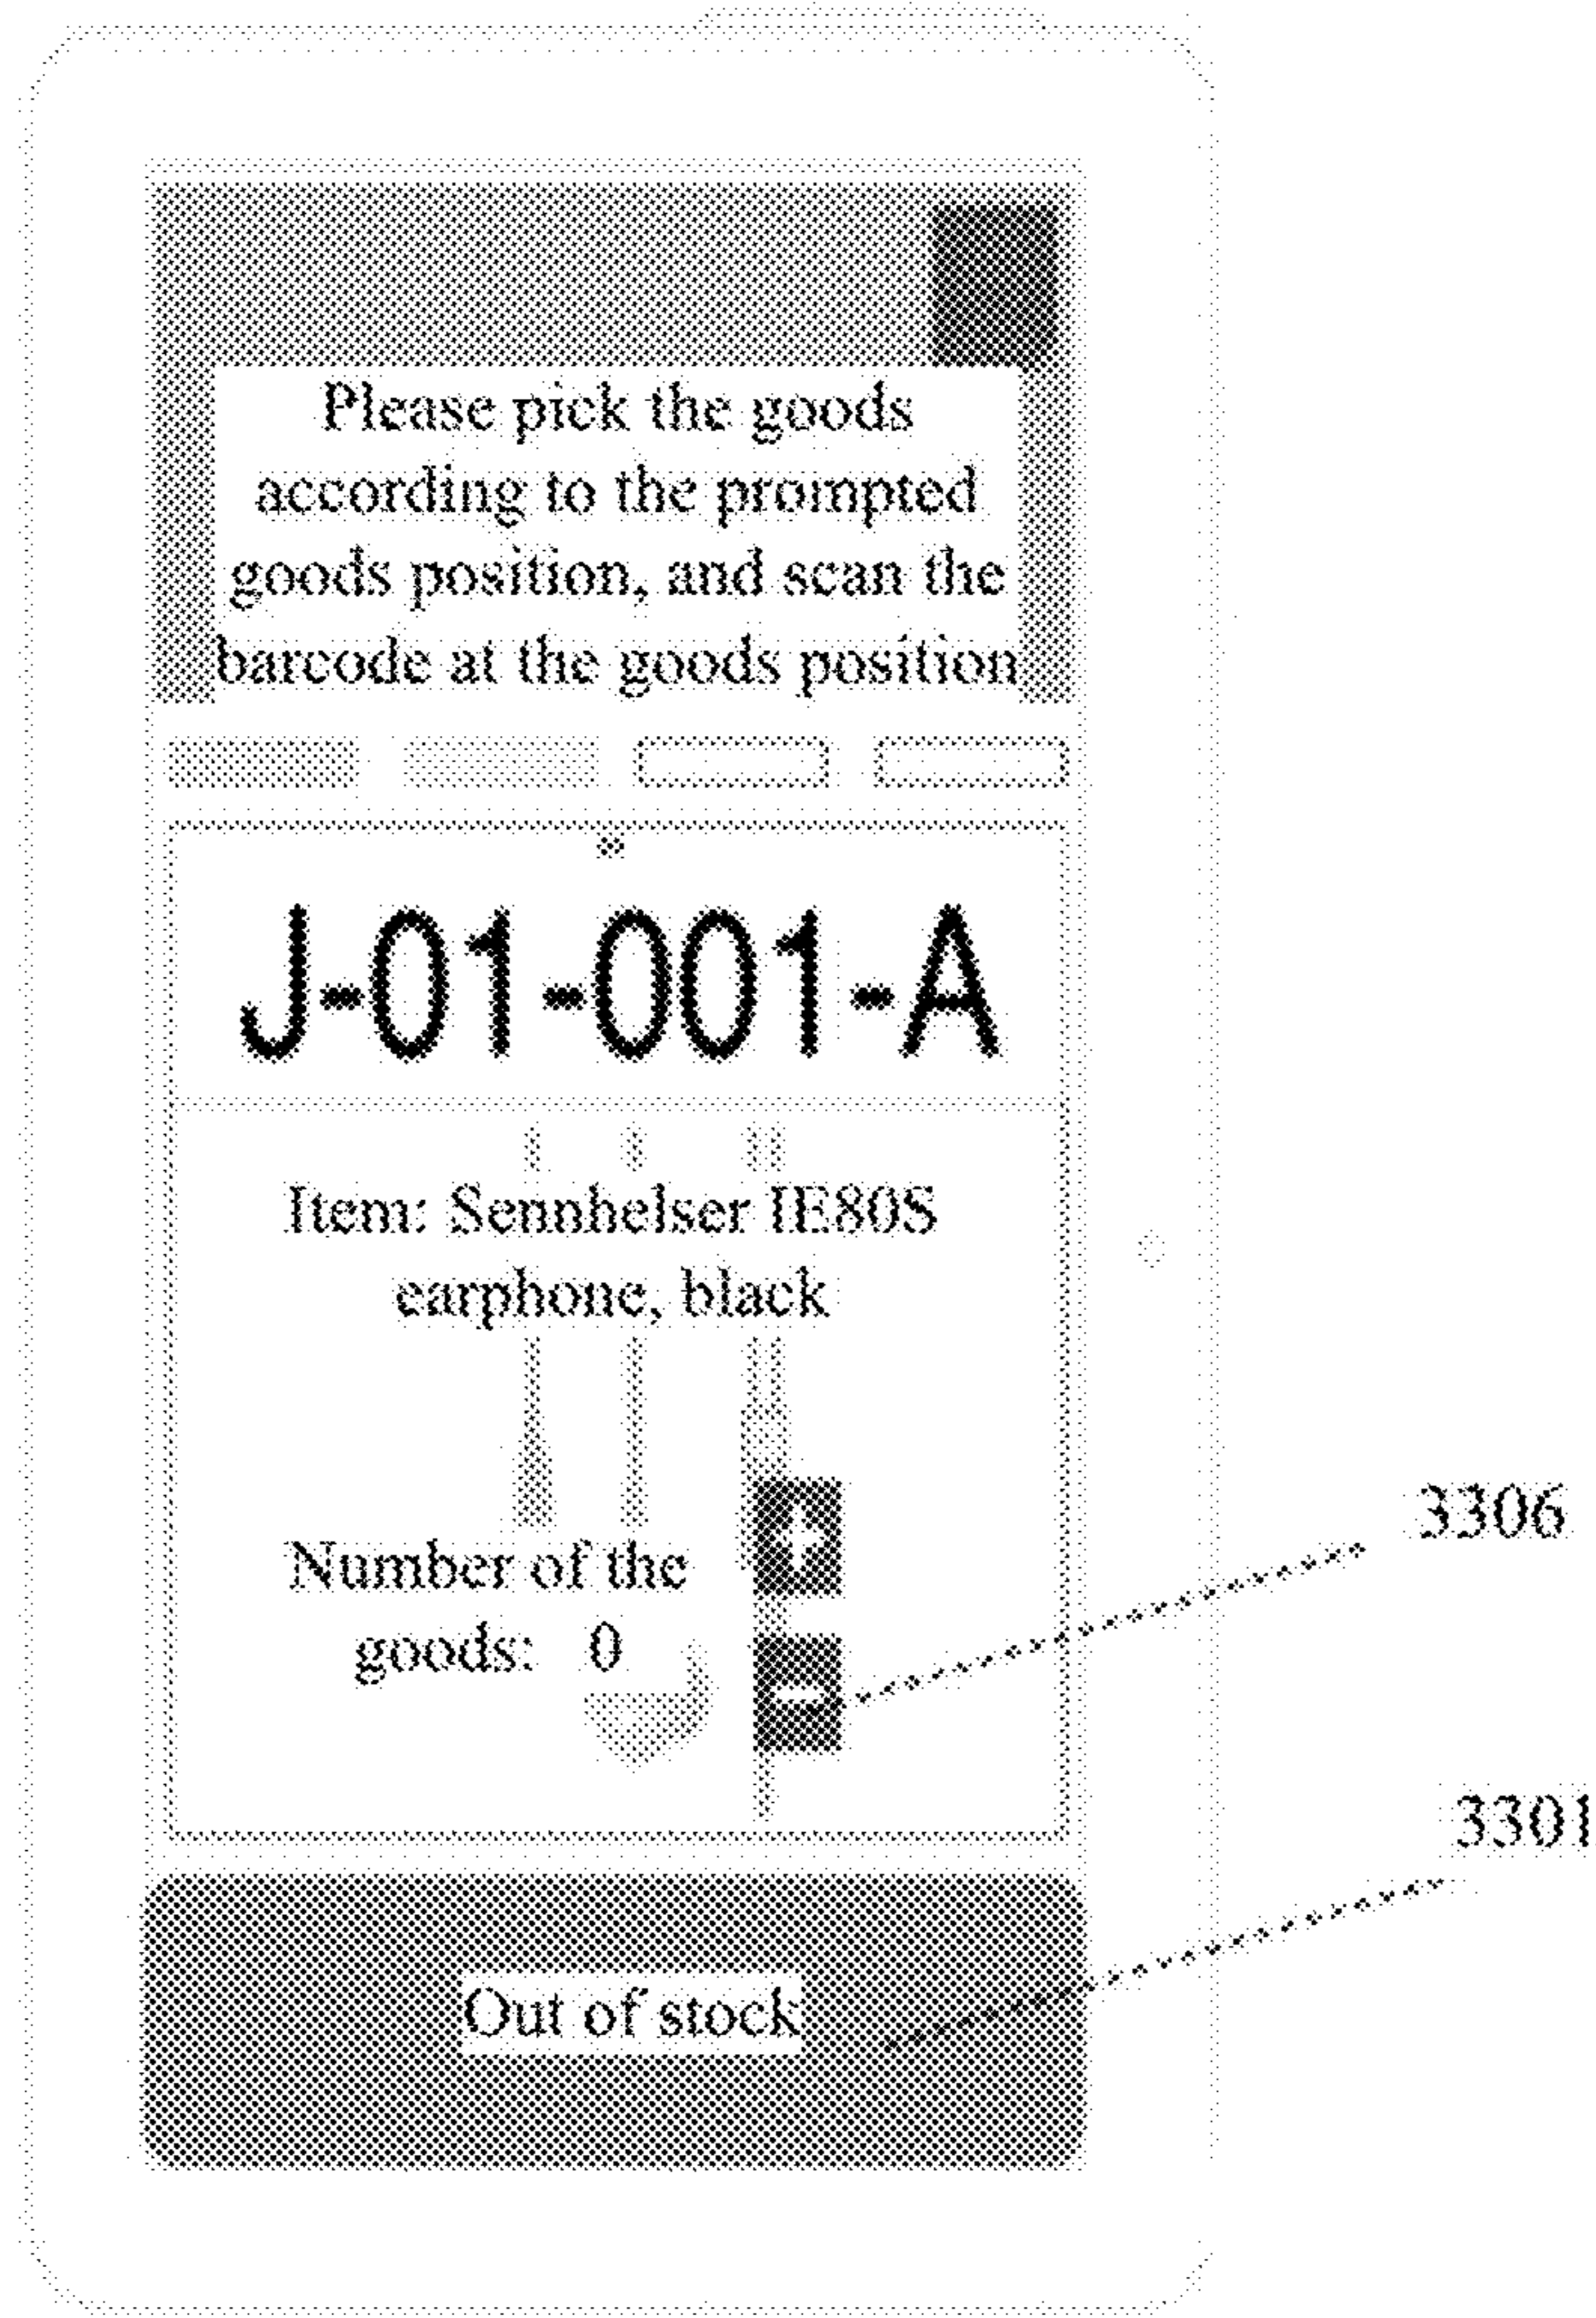 Please pick the goods
according to the prompted
goods position, and scan the
barcode at the goods position
J-01-001-A
Item: Sennhelser IE80S
earphone, black
+
Number of the
goods: 0
-
3306
3301
Out of stock